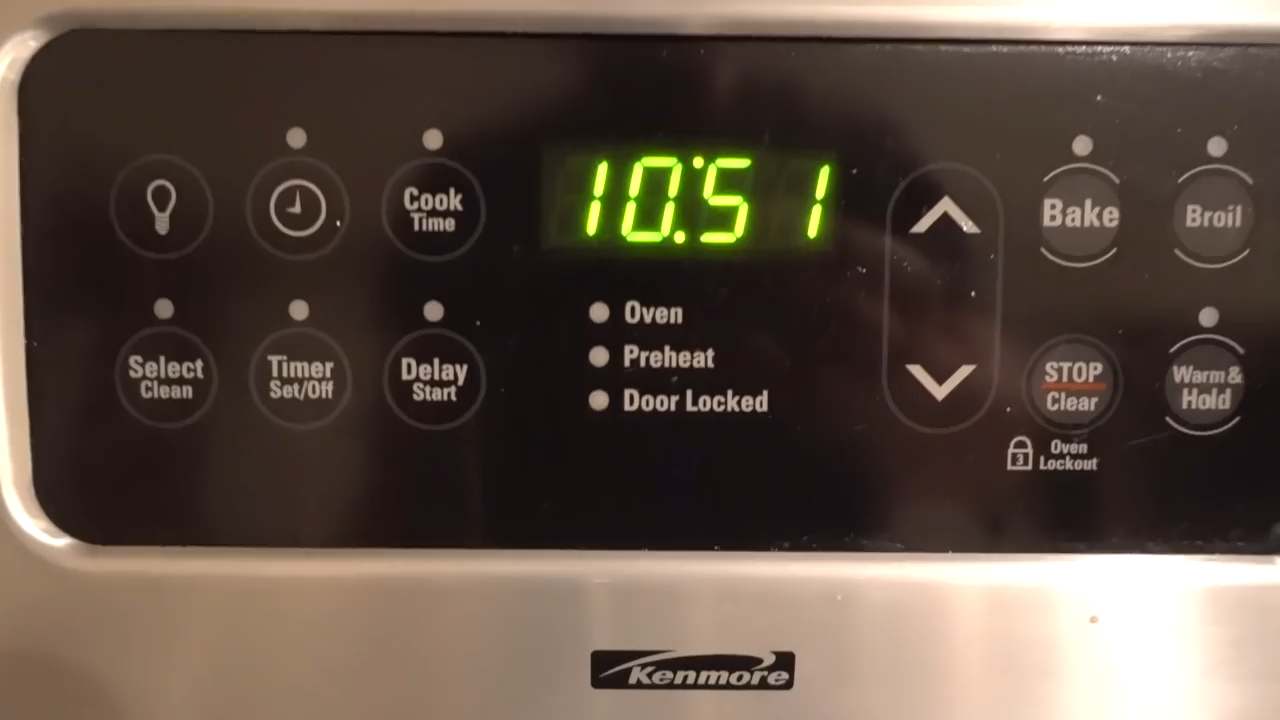 10:51
Cook
Time
Bake
Broil
Oven
Preheat
Door Locked
Select
Clean
Timer
Set/Off
Delay
Start
STOP
Clear
Warm &
Hold
3
Oven
Lockout
Kenmore